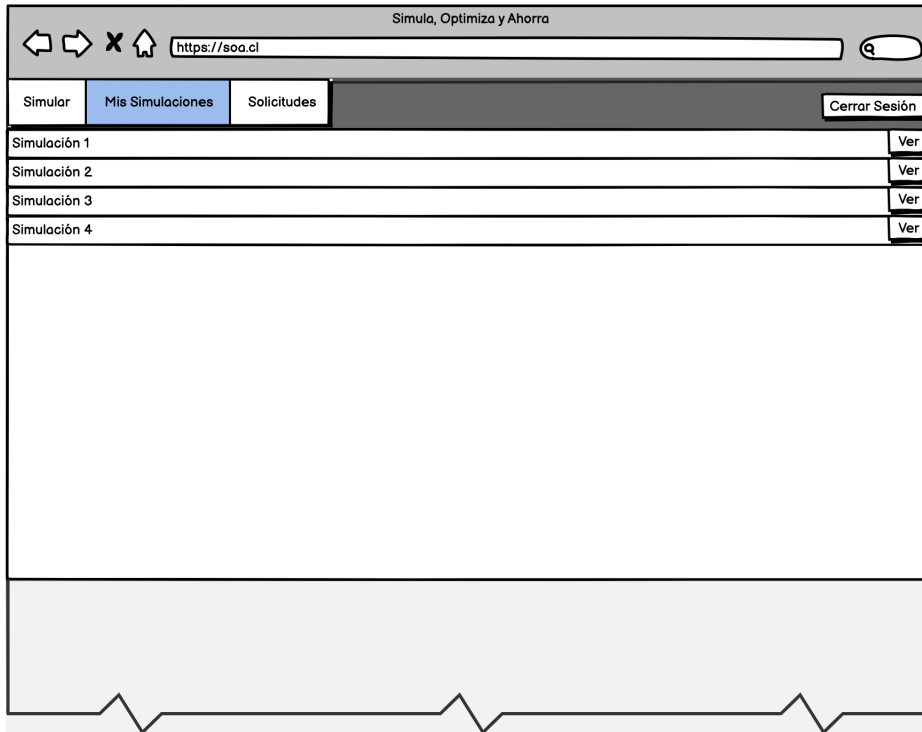 Simula, Optimiza y Ahorra
https://soa.cl
Simular
Mis Simulaciones
Solicitudes
Cerrar Sesión
Simulación 1
Ver
Simulación 2
Ver
Simulación 3
Ver
Simulación 4
Ver